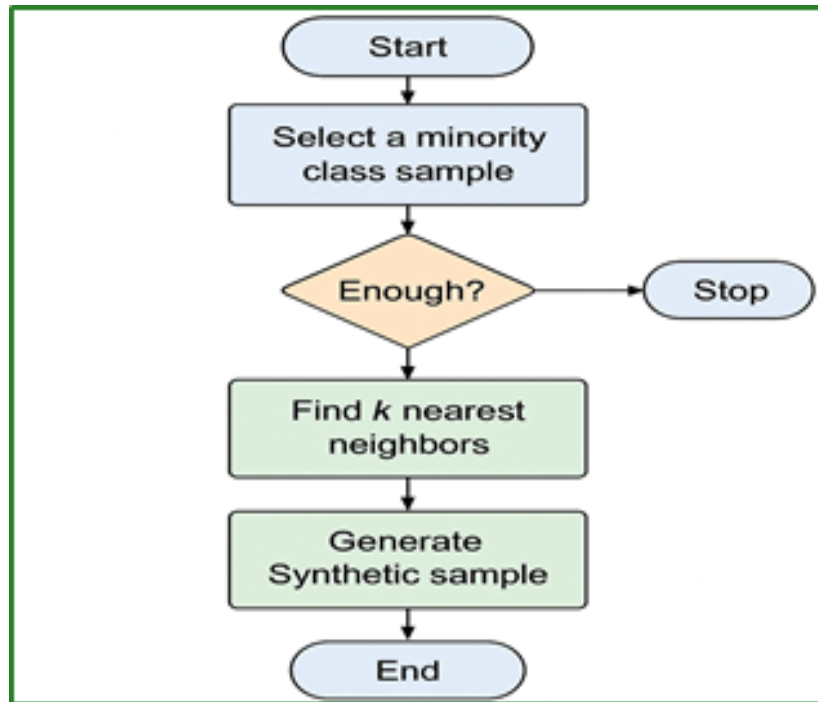 Start
Select a minority
class sample
Enough?
Stop
Find k nearest
neighbors
Generate
Synthetic sample
End